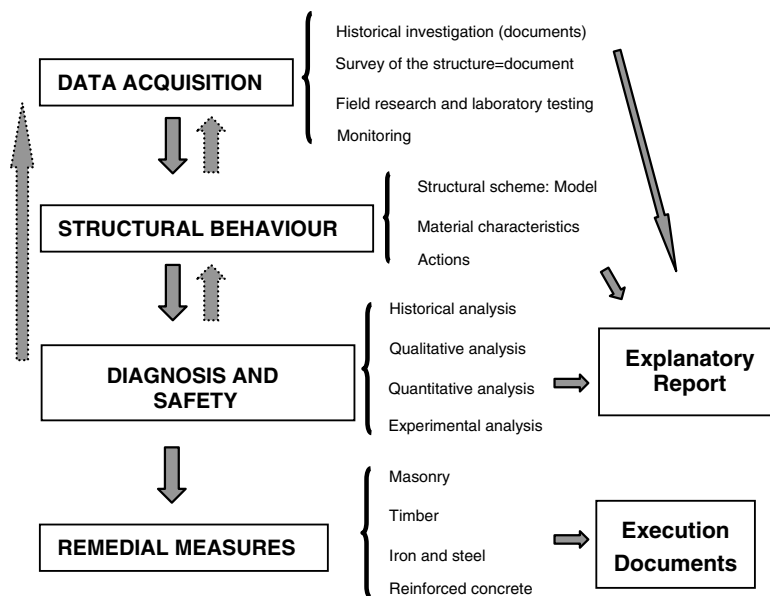 Historical investigation (documents)
Survey of the structure=document
DATA ACQUISITION
Field research and laboratory testing
Monitoring
Structural scheme: Model
STRUCTURAL BEHAVIOUR
Material characteristics
Actions
Historical analysis
Qualitative analysis
DIAGNOSIS AND
SAFETY
Quantitative analysis
Experimental analysis
Explanatory
Report
Masonry
Timber
REMEDIAL MEASURES
Iron and steel
Reinforced concrete
Execution
Documents